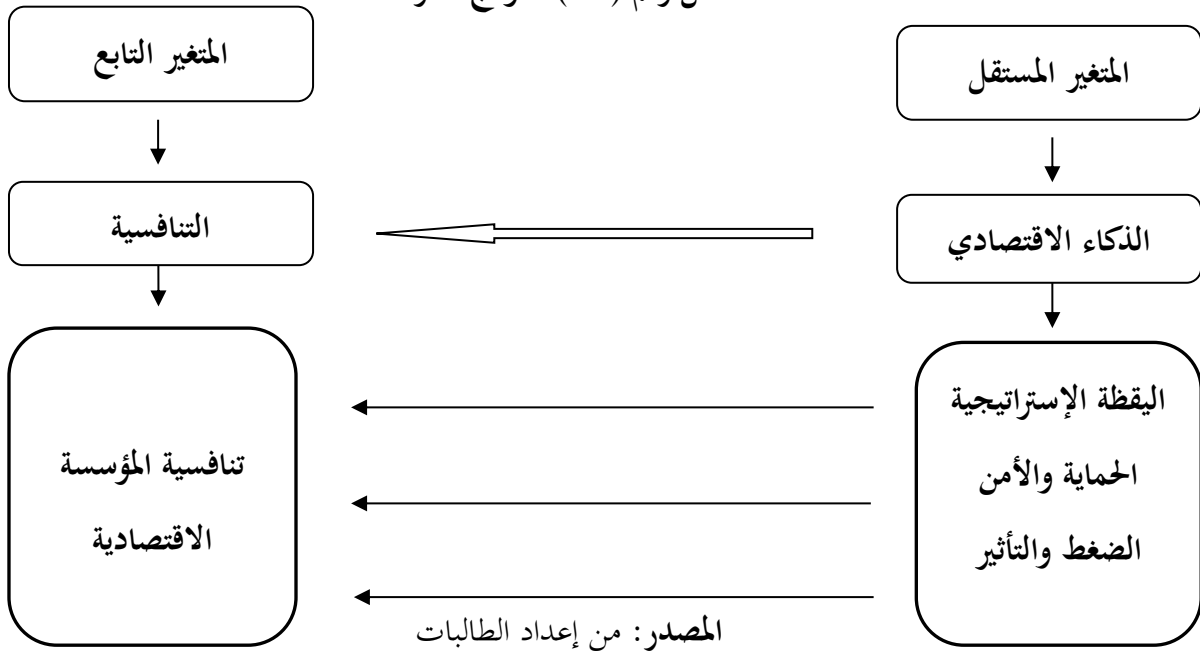 المتغير المستقل
المتغير التابع
الذكاء الاقتصادي
التنافسية
اليقظة الإستراتيجية
الحماية والأمن
الضغط والتأثير
تنافسية المؤسسة
الاقتصادية
المصدر: من إعداد الطالبات